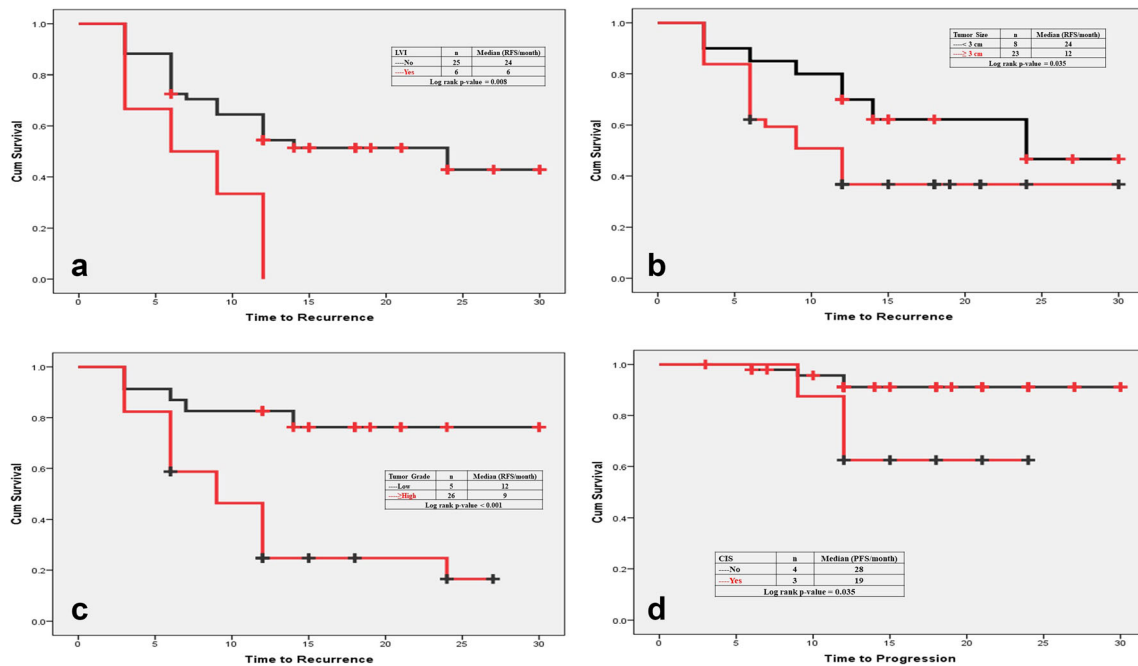 1.0
0.8
0.6
0.4
0.2
0.0
Cum Survival
LVI n Median (RFS/month)
----No 25 24
----Yes 6 6
Log rank p-value = 0.008
a
0 5 10 15 20 25 30
Time to Recurrence
1.0
0.8
0.6
0.4
0.2
0.0
Cum Survival
Tumor Size n Median (RFS/month)
----< 3 cm 8 24
----≥ 3 cm 23 12
Log rank p-value = 0.035
b
0 5 10 15 20 25 30
Time to Recurrence
1.0
0.8
0.6
0.4
0.2
0.0
Cum Survival
Tumor Grade n Median (RFS/month)
----Low 5 12
----≥High 26 9
Log rank p-value < 0.001
c
0 5 10 15 20 25 30
Time to Recurrence
1.0
0.8
0.6
0.4
0.2
0.0
Cum Survival
CIS n Median (PFS/month)
----No 4 28
----Yes 3 19
Log rank p-value = 0.035
d
0 5 10 15 20 25 30
Time to Progression